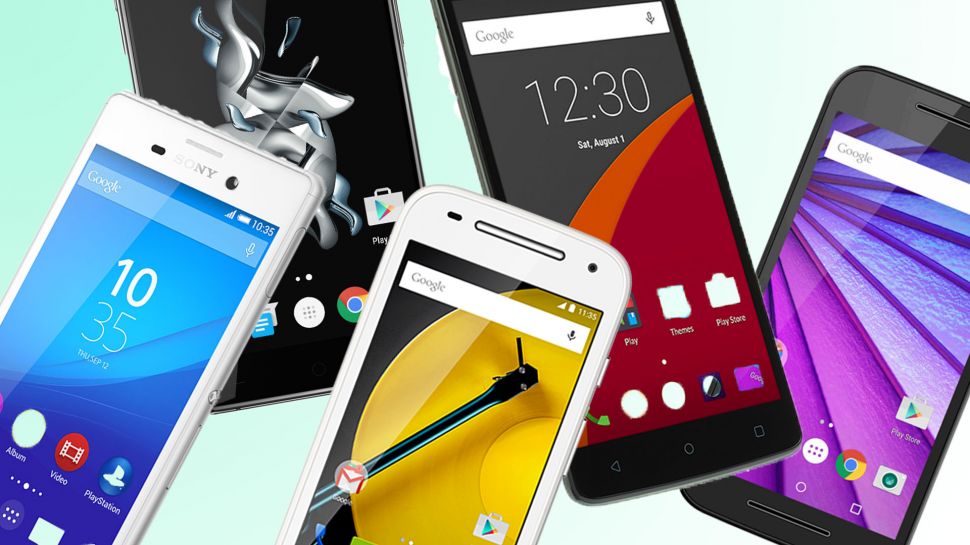 SONY
Google
10:35
10
35
THU, SEP 12
Album
Video
PlayStation
Play
Google
11:35
Google
12:30
Sat, August 1
Play
Themes
Play Store
Goo
Google
Play Store